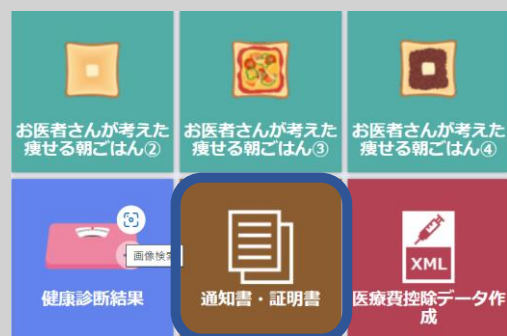 お医者さんが考えた
痩せる朝ごはん②
お医者さんが考えた
痩せる朝ごはん③
お医者さんが考えた
痩せる朝ごはん④
画像検索
XML
健康診断結果
通知書・証明書
医療費控除データ作
成